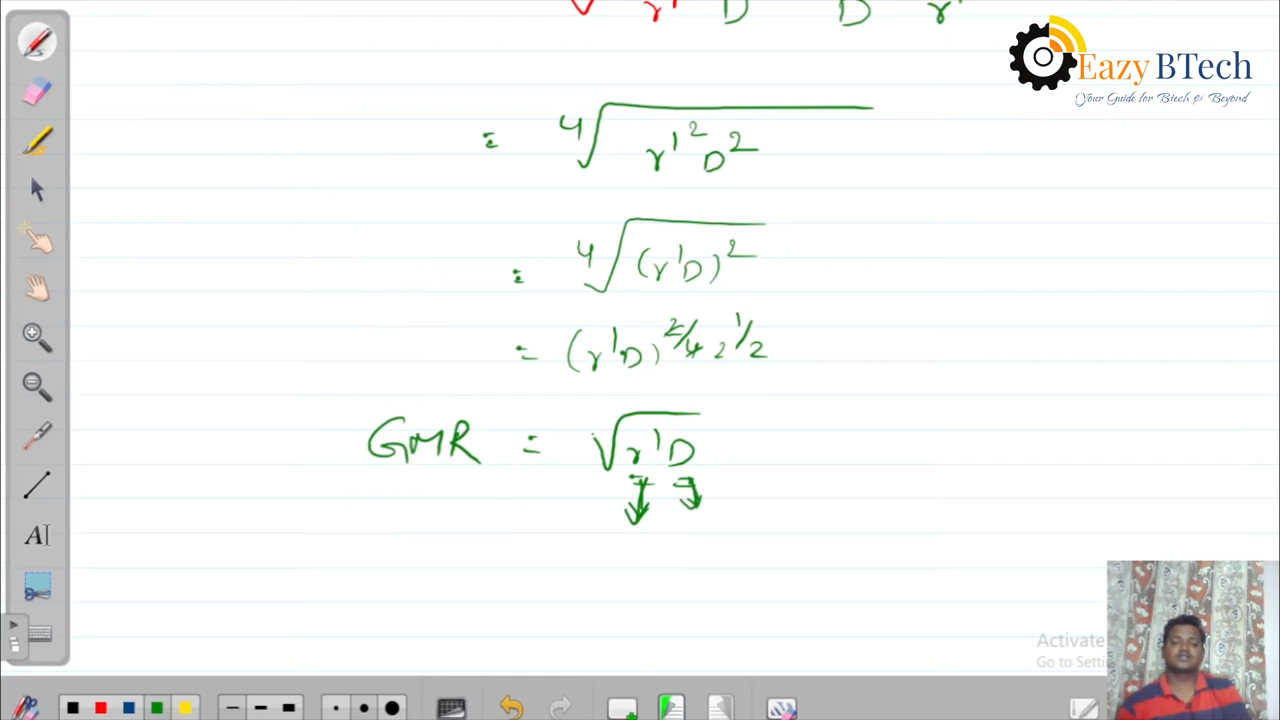 r' D D r'
Eazy BTech
Your Guide for Btech & Beyond
= ⁴√(r'² D²)
= ⁴√((r'D)²)
= (r'D)^2/4 = 1/2
GMR = √(r'D)
Activate
Go to Setti
A